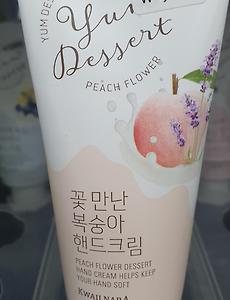 Yum
Dessert
PEACH FLOWER
꽃 만난
복숭아
핸드크림
PEACH FLOWER DESSERT
HAND CREAM HELPS KEEP
YOUR HAND SOFT